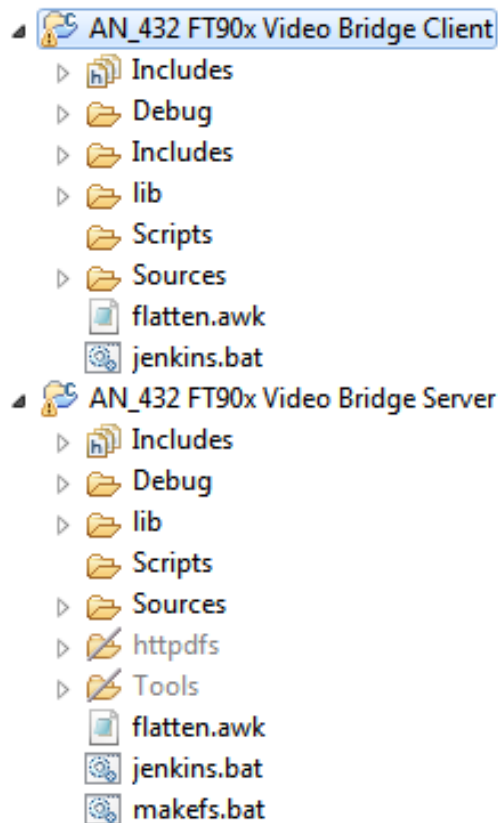 AN_432 FT90x Video Bridge Client
Includes
Debug
Includes
lib
Scripts
Sources
flatten.awk
jenkins.bat
AN_432 FT90x Video Bridge Server
Includes
Debug
lib
Scripts
Sources
httpdfs
Tools
flatten.awk
jenkins.bat
makefs.bat